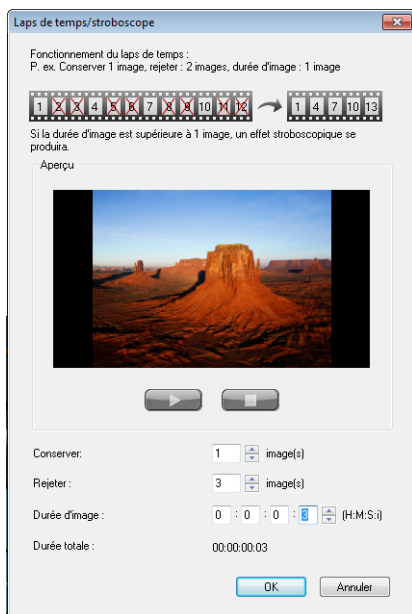 Laps de temps/stroboscope
Fonctionnement du laps de temps :
P. ex. Conserver 1 image, rejeter : 2 images, durée d'image : 1 image
1 2 3 4 5 6 7 8 9 10 11 12 1 4 7 10 13
Si la durée d'image est supérieure à 1 image, un effet stroboscopique se
produira.
Aperçu
Conserver: 1 image(s)
Rejeter : 3 image(s)
Durée d'image : 0 : 0 : 0 : 3 (H:M:S:i)
Durée totale : 00:00:00:03
OK Annuler